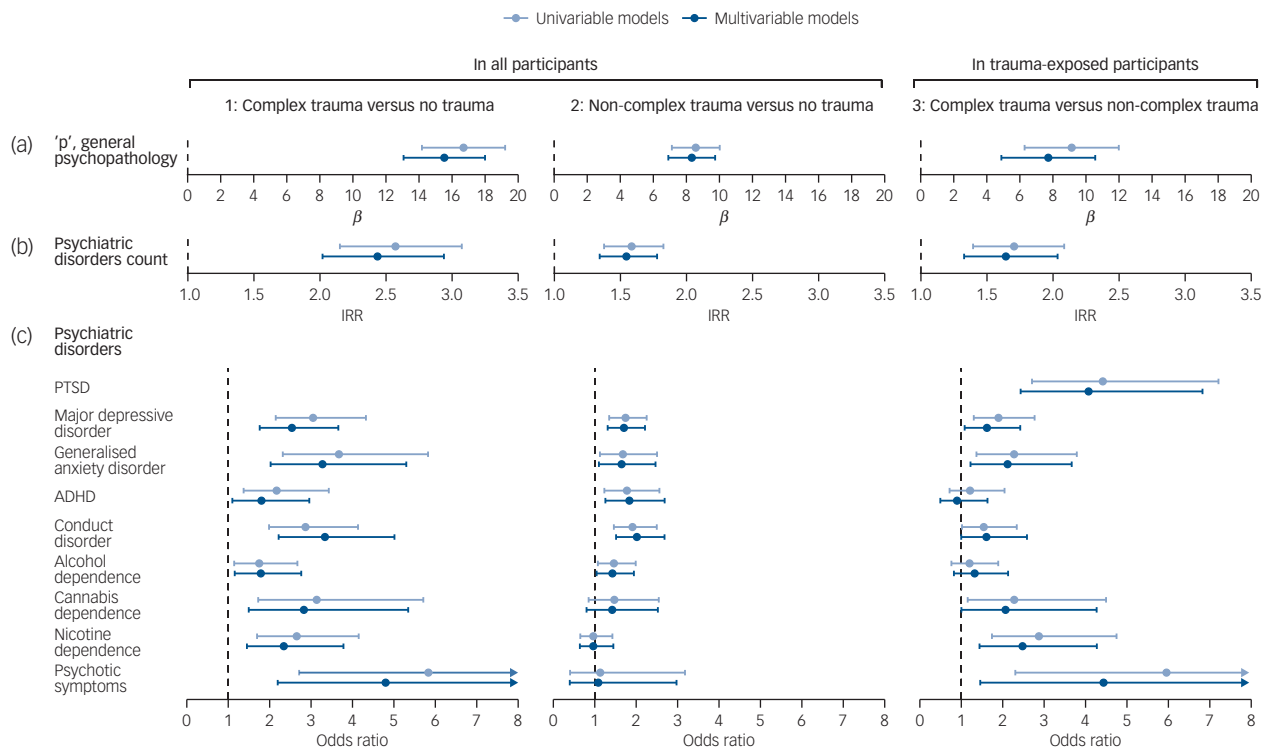 Univariable models Multivariable models
In all participants
In trauma-exposed participants
1: Complex trauma versus no trauma
2: Non-complex trauma versus no trauma
3: Complex trauma versus non-complex trauma
(a) 'p', general
psychopathology
0 2 4 6 8 10 12 14 16 18 20
0 2 4 6 8 10 12 14 16 18 20
0 2 4 6 8 10 12 14 16 18 20
β
β
β
(b) Psychiatric
disorders count
1.0 1.5 2.0 2.5 3.0 3.5
1.0 1.5 2.0 2.5 3.0 3.5
1.0 1.5 2.0 2.5 3.0 3.5
IRR
IRR
IRR
(c) Psychiatric
disorders
PTSD
Major depressive
disorder
Generalised
anxiety disorder
ADHD
Conduct
disorder
Alcohol
dependence
Cannabis
dependence
Nicotine
dependence
Psychotic
symptoms
0 1 2 3 4 5 6 7 8
0 1 2 3 4 5 6 7 8
0 1 2 3 4 5 6 7 8
Odds ratio
Odds ratio
Odds ratio